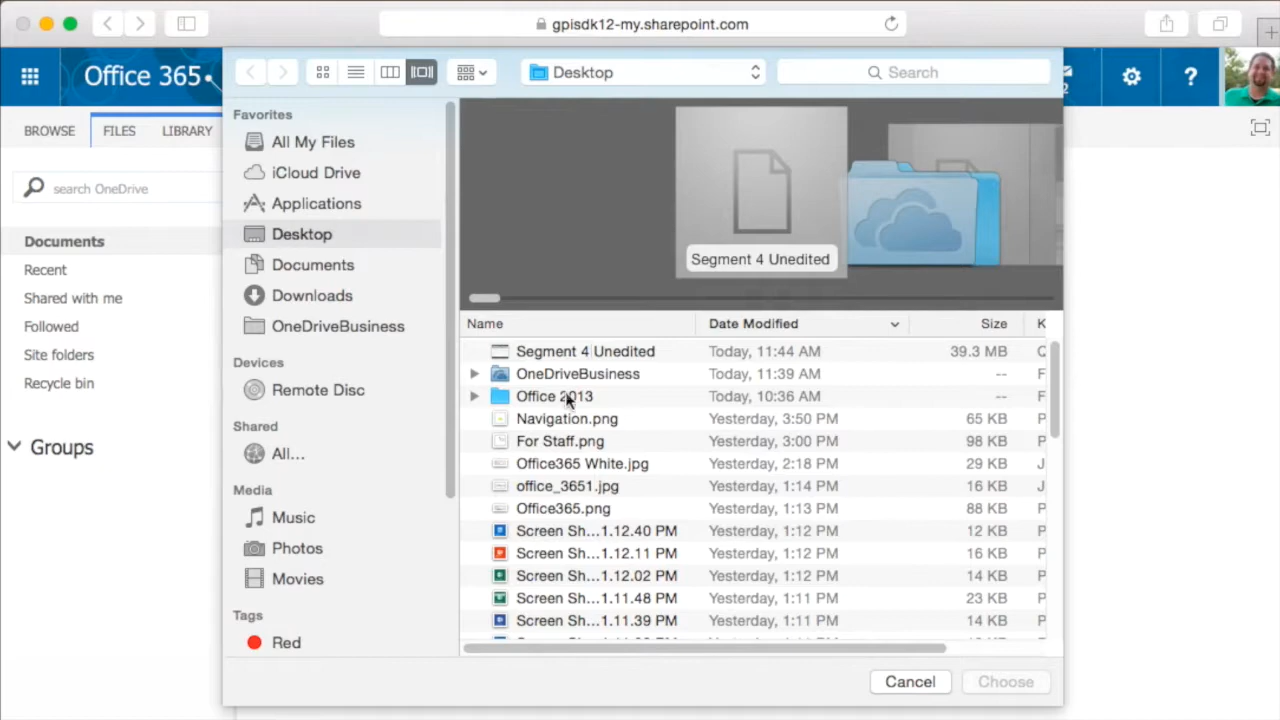 gpisdk12-my.sharepoint.com
Office 365
Desktop
Search
2
?
BROWSE FILES LIBRARY
search OneDrive
Documents
Recent
Shared with me
Followed
Site folders
Recycle bin
Groups
Favorites
All My Files
iCloud Drive
Applications
Desktop
Documents
Downloads
OneDriveBusiness
Devices
Remote Disc
Shared
All...
Media
Music
Photos
Movies
Tags
Red
Segment 4 Unedited
Name Date Modified Size K
Segment 4 Unedited Today, 11:44 AM 39.3 MB Q
OneDriveBusiness Today, 11:39 AM -- F
Office 2013 Today, 10:36 AM -- F
Navigation.png Yesterday, 3:50 PM 65 KB P
For Staff.png Yesterday, 3:00 PM 98 KB P
Office365 White.jpg Yesterday, 2:18 PM 29 KB J
office_3651.jpg Yesterday, 1:14 PM 16 KB J
Office365.png Yesterday, 1:13 PM 88 KB P
Screen Sh...1.12.40 PM Yesterday, 1:12 PM 12 KB P
Screen Sh...1.12.11 PM Yesterday, 1:12 PM 16 KB P
Screen Sh...1.12.02 PM Yesterday, 1:12 PM 14 KB P
Screen Sh...1.11.48 PM Yesterday, 1:11 PM 23 KB P
Screen Sh...1.11.39 PM Yesterday, 1:11 PM 14 KB P
Cancel Choose